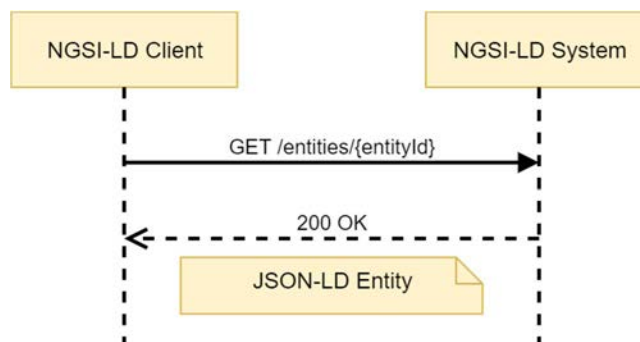 NGSI-LD Client
NGSI-LD System
GET /entities/{entityId}
200 OK
JSON-LD Entity